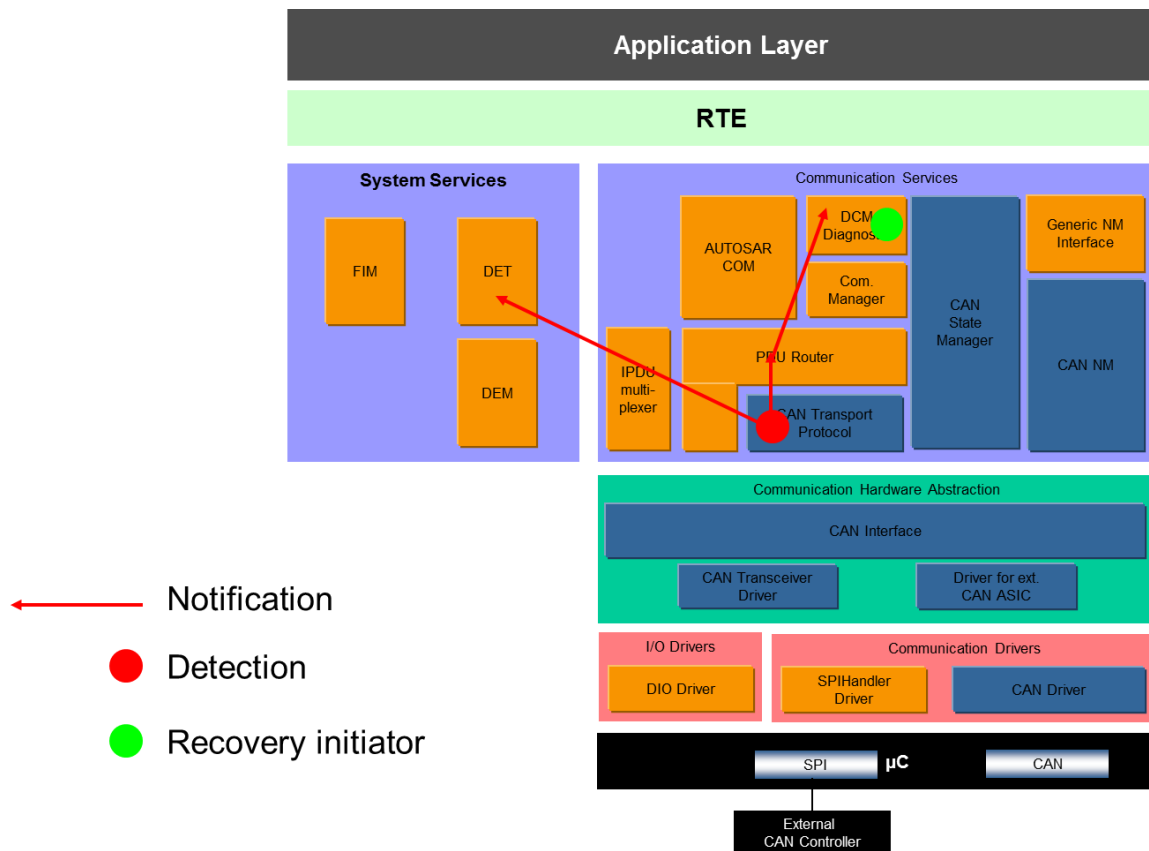 Application Layer
RTE
System Services
FIM
DET
DEM
Communication Services
AUTOSAR
COM
DCM
Com.
Manager
CAN
State
Manager
Generic NM
Interface
CAN NM
IPDU
multi-
plexer
Router
CAN Transport
Protocol
Communication Hardware Abstraction
CAN Interface
CAN Transceiver
Driver
Driver for ext.
CAN ASIC
I/O Drivers
DIO Driver
Communication Drivers
SPIHandler
Driver
CAN Driver
SPI
µC
CAN
External
CAN Controller
Notification
Detection
Recovery initiator